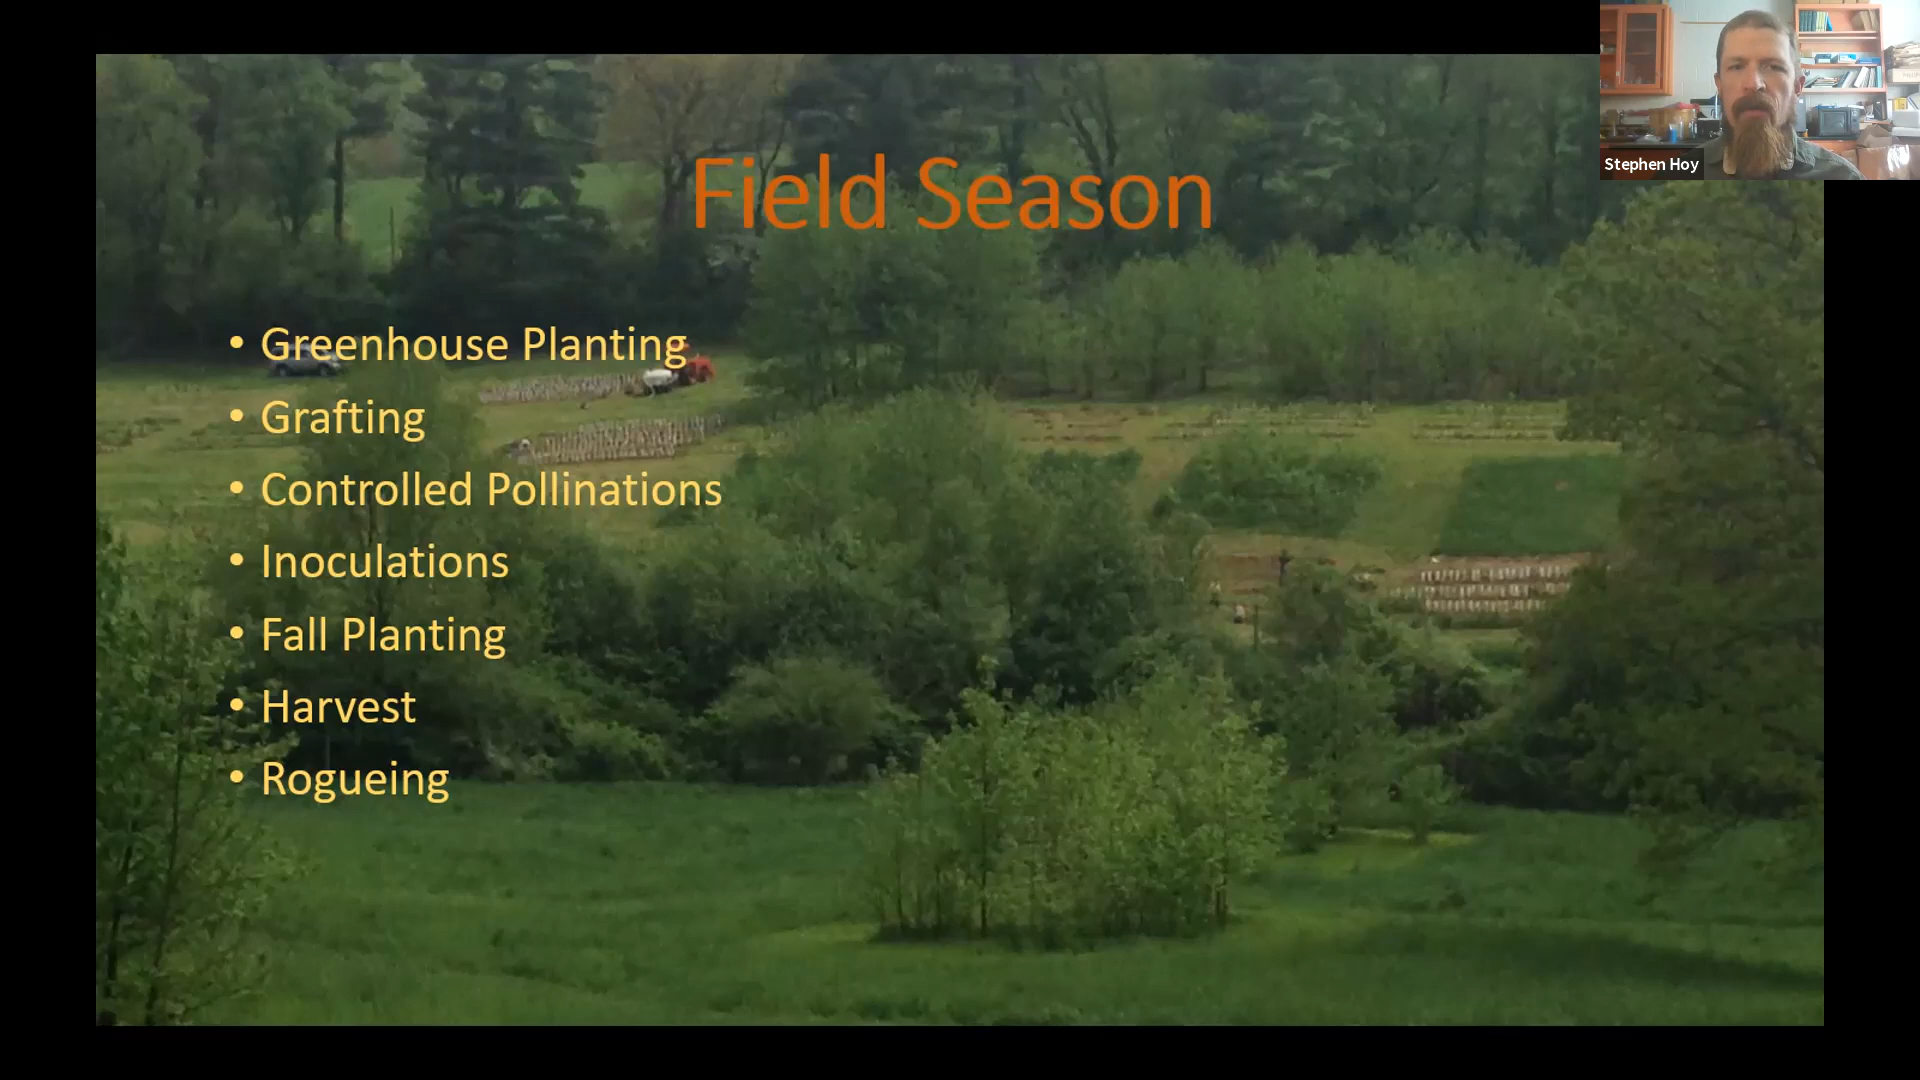 Field Season
• Greenhouse Planting
• Grafting
• Controlled Pollinations
• Inoculations
• Fall Planting
• Harvest
• Rogueing
Stephen Hoy